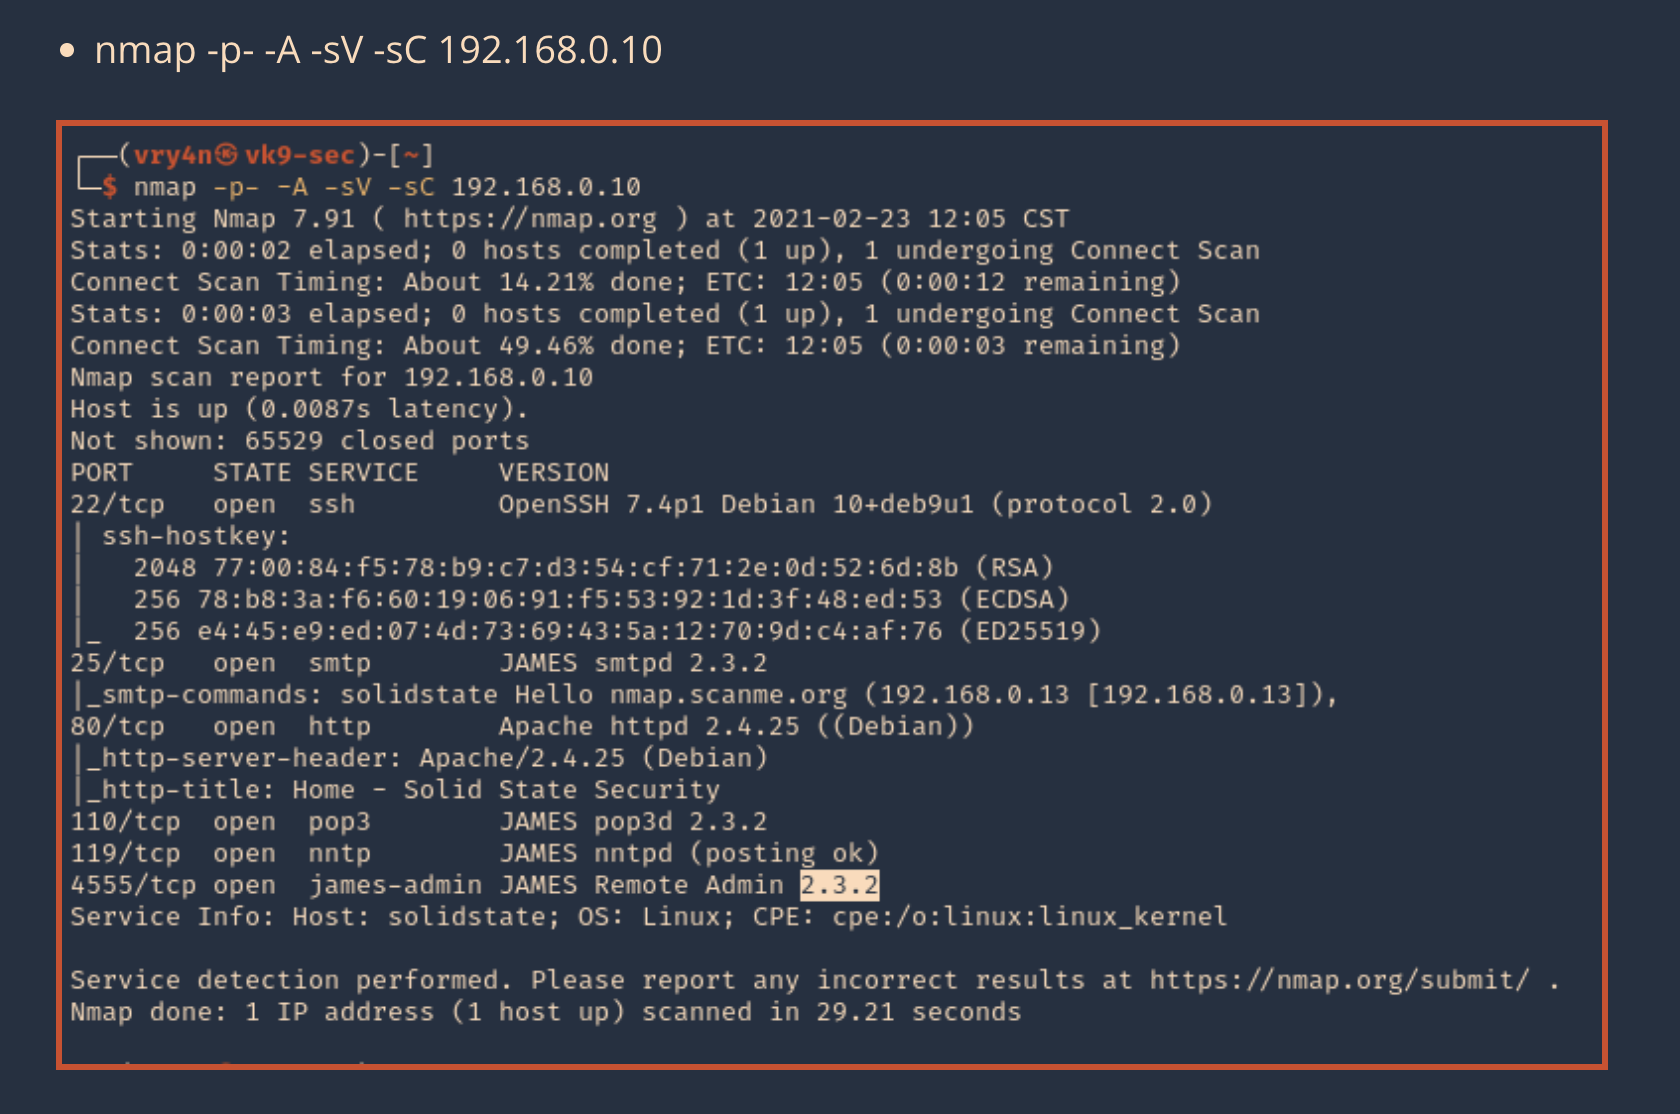 • nmap -p- -A -sV -sC 192.168.0.10
┌──(vry4n㉿vk9-sec)-[~]
└─$ nmap -p- -A -sV -sC 192.168.0.10
Starting Nmap 7.91 ( https://nmap.org ) at 2021-02-23 12:05 CST
Stats: 0:00:02 elapsed; 0 hosts completed (1 up), 1 undergoing Connect Scan
Connect Scan Timing: About 14.21% done; ETC: 12:05 (0:00:12 remaining)
Stats: 0:00:03 elapsed; 0 hosts completed (1 up), 1 undergoing Connect Scan
Connect Scan Timing: About 49.46% done; ETC: 12:05 (0:00:03 remaining)
Nmap scan report for 192.168.0.10
Host is up (0.0087s latency).
Not shown: 65529 closed ports
PORT     STATE SERVICE     VERSION
22/tcp   open  ssh         OpenSSH 7.4p1 Debian 10+deb9u1 (protocol 2.0)
| ssh-hostkey:
|   2048 77:00:84:f5:78:b9:c7:d3:54:cf:71:2e:0d:52:6d:8b (RSA)
|   256 78:b8:3a:f6:60:19:06:91:f5:53:92:1d:3f:48:ed:53 (ECDSA)
|_  256 e4:45:e9:ed:07:4d:73:69:43:5a:12:70:9d:c4:af:76 (ED25519)
25/tcp   open  smtp        JAMES smtpd 2.3.2
|_smtp-commands: solidstate Hello nmap.scanme.org (192.168.0.13 [192.168.0.13]),
80/tcp   open  http        Apache httpd 2.4.25 ((Debian))
|_http-server-header: Apache/2.4.25 (Debian)
|_http-title: Home - Solid State Security
110/tcp  open  pop3        JAMES pop3d 2.3.2
119/tcp  open  nntp        JAMES nntpd (posting ok)
4555/tcp open  james-admin JAMES Remote Admin 2.3.2
Service Info: Host: solidstate; OS: Linux; CPE: cpe:/o:linux:linux_kernel
Service detection performed. Please report any incorrect results at https://nmap.org/submit/ .
Nmap done: 1 IP address (1 host up) scanned in 29.21 seconds